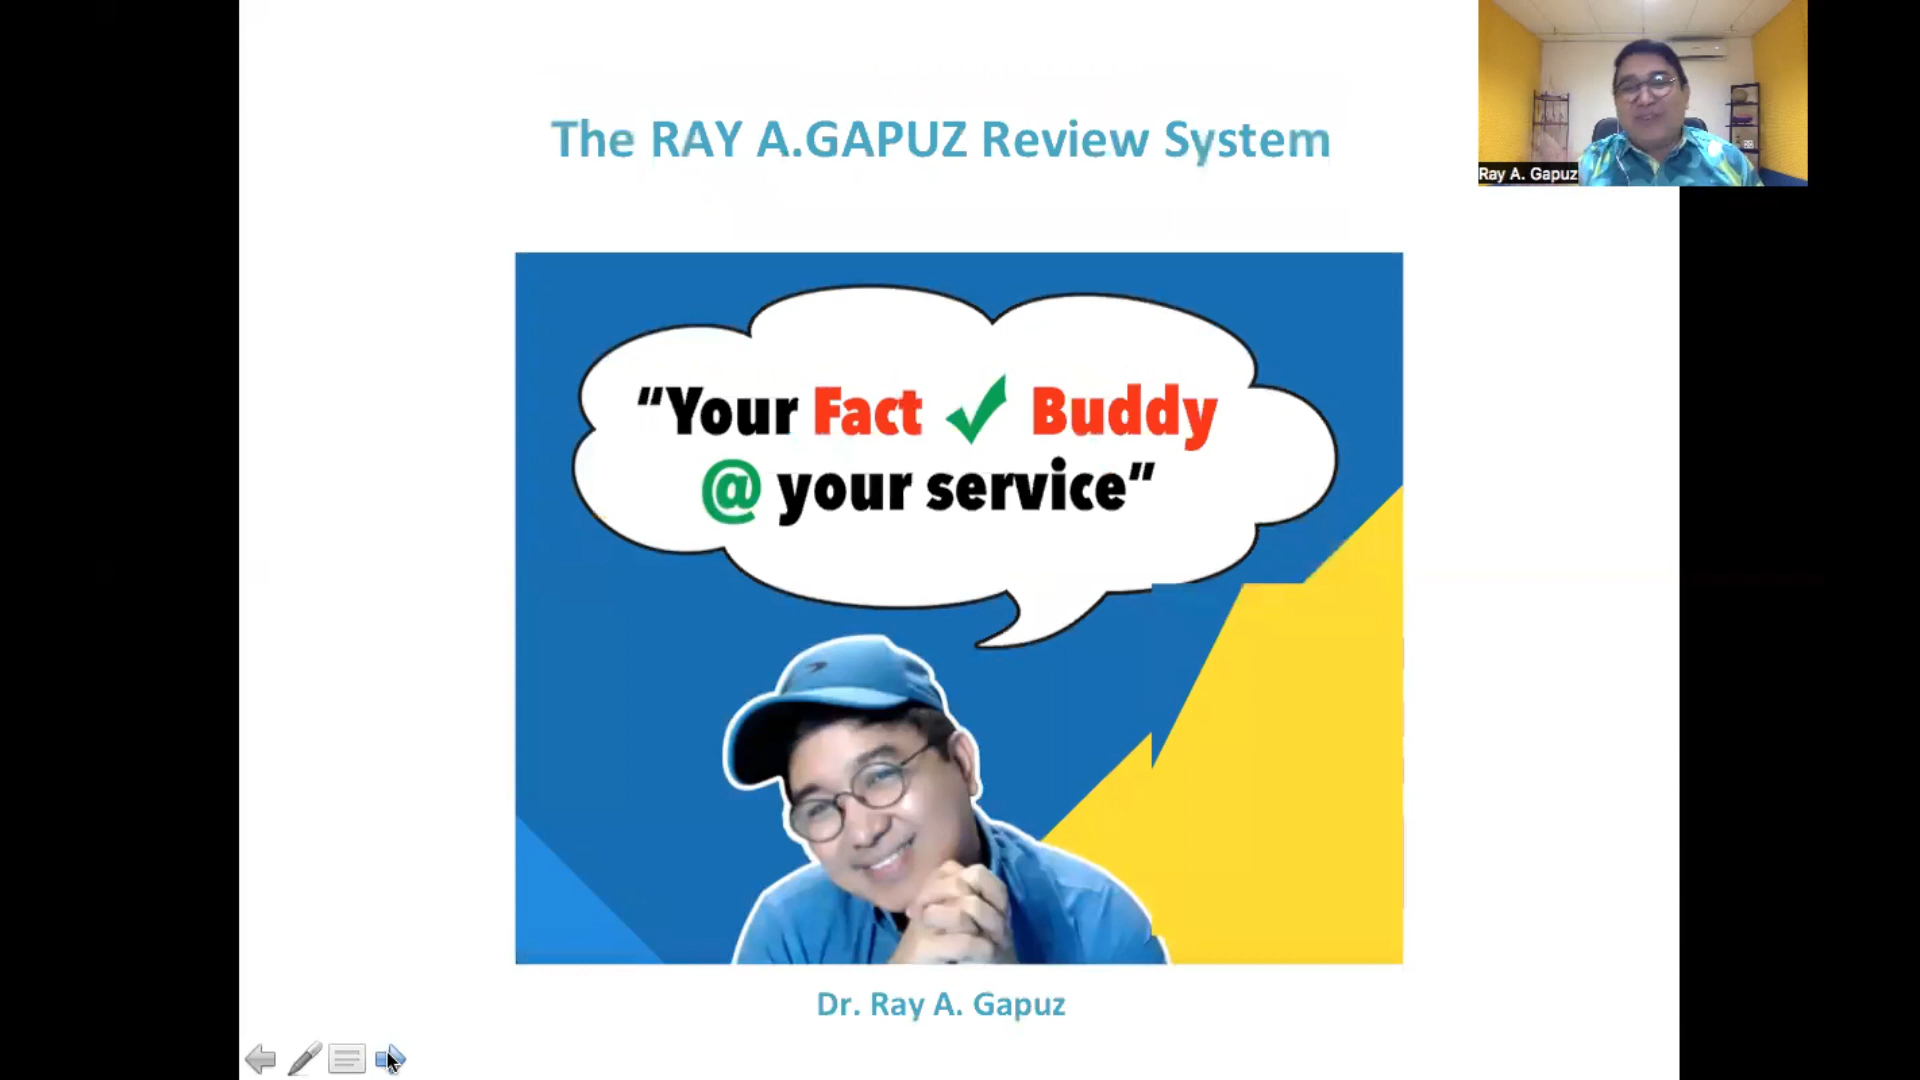 The RAY A.GAPUZ Review System
Ray A. Gapuz
“Your Fact ✓ Buddy
@ your service”
Dr. Ray A. Gapuz